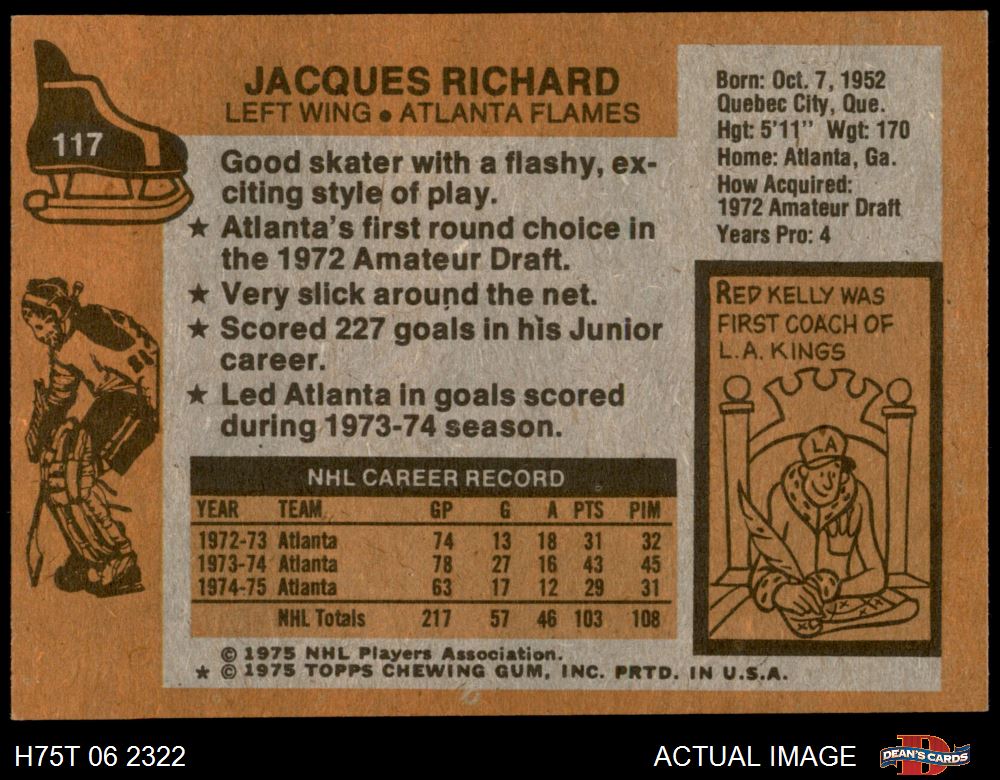 117
JACQUES RICHARD
LEFT WING • ATLANTA FLAMES
Good skater with a flashy, ex-
citing style of play.
★ Atlanta's first round choice in
the 1972 Amateur Draft.
★ Very slick around the net.
★ Scored 227 goals in his Junior
career.
★ Led Atlanta in goals scored
during 1973-74 season.
NHL CAREER RECORD
YEAR TEAM GP G A PTS PIM
1972-73 Atlanta 74 13 18 31 32
1973-74 Atlanta 78 27 16 43 45
1974-75 Atlanta 63 17 12 29 31
NHL Totals 217 57 46 103 108
© 1975 NHL Players Association.
★ © 1975 TOPPS CHEWING GUM, INC. PRTD. IN U.S.A.
Born: Oct. 7, 1952
Quebec City, Que.
Hgt: 5'11" Wgt: 170
Home: Atlanta, Ga.
How Acquired:
1972 Amateur Draft
Years Pro: 4
RED KELLY WAS
FIRST COACH OF
L.A. KINGS
LA
H75T 06 2322
ACTUAL IMAGE
DEAN'S CARDS